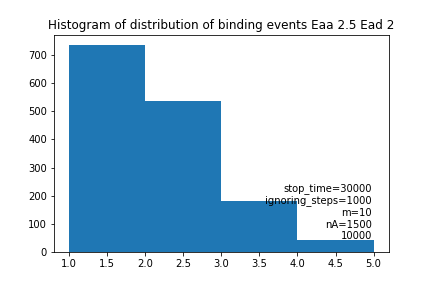 Histogram of distribution of binding events Eaa 2.5 Ead 2
700
600
500
400
300
200
100
0
stop_time=30000
ignoring_steps=1000
m=10
nA=1500
10000
1.0 1.5 2.0 2.5 3.0 3.5 4.0 4.5 5.0